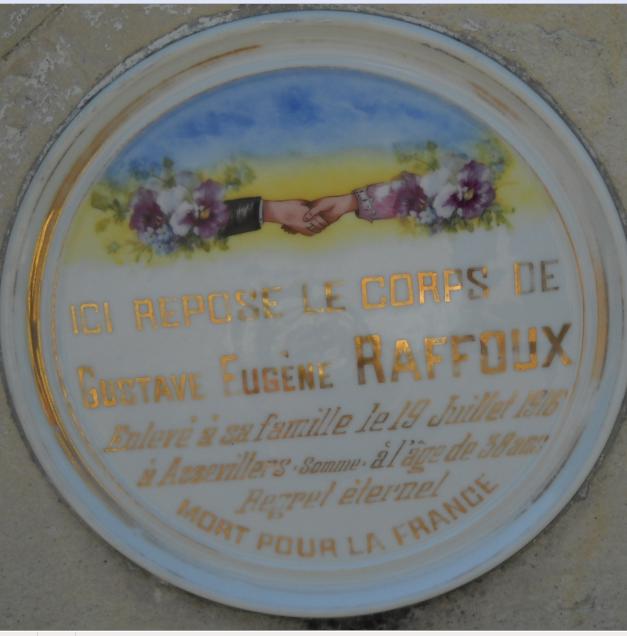 ICI REPOSE LE CORPS DE
GUSTAVE EUGÈNE RAFFOUX
Enlevé à sa famille le 19 Juillet 1916
à Assevillers - Somme - à l'âge de 38 ans
Regret éternel
MORT POUR LA FRANCE